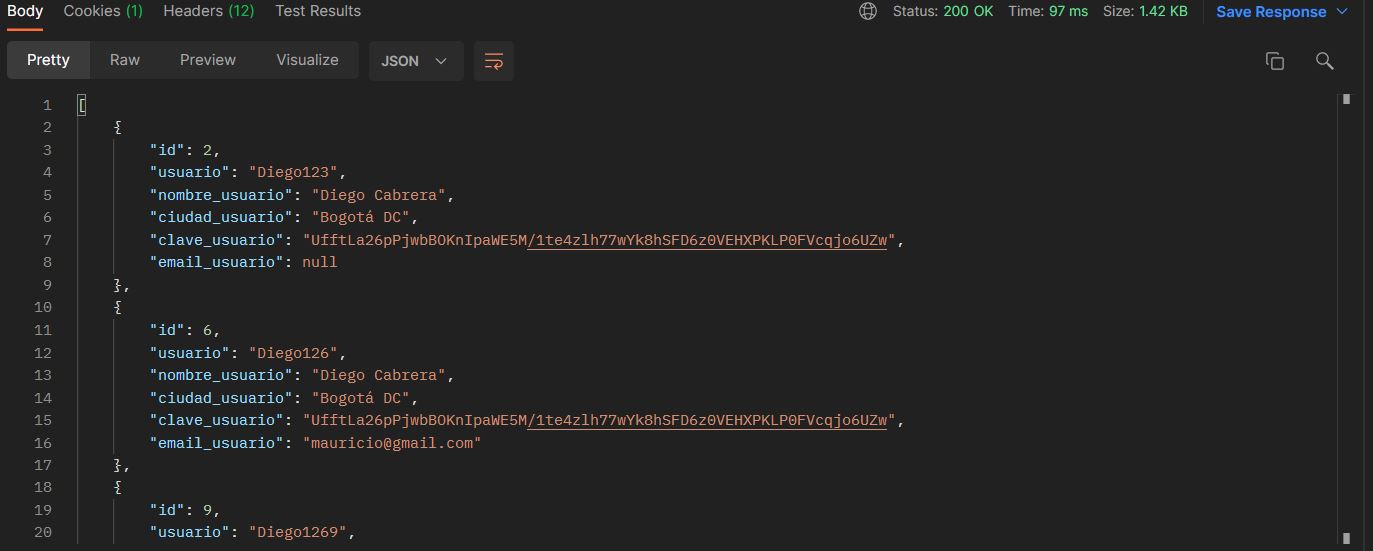 Body Cookies (1) Headers (12) Test Results Status: 200 OK Time: 97 ms Size: 1.42 KB Save Response
Pretty Raw Preview Visualize JSON
1 [
2 {
3 "id": 2,
4 "usuario": "Diego123",
5 "nombre_usuario": "Diego Cabrera",
6 "ciudad_usuario": "Bogotá DC",
7 "clave_usuario": "UfftLa26pPjwbBOKnIpaWE5M/1te4zlh77wYk8hSFD6z0VEHXPKLP0FVcqjo6UZw",
8 "email_usuario": null
9 },
10 {
11 "id": 6,
12 "usuario": "Diego126",
13 "nombre_usuario": "Diego Cabrera",
14 "ciudad_usuario": "Bogotá DC",
15 "clave_usuario": "UfftLa26pPjwbBOKnIpaWE5M/1te4zlh77wYk8hSFD6z0VEHXPKLP0FVcqjo6UZw",
16 "email_usuario": "mauricio@gmail.com"
17 },
18 {
19 "id": 9,
20 "usuario": "Diego1269",